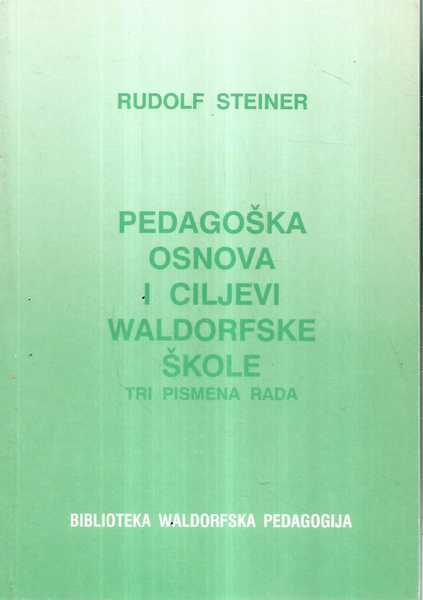 RUDOLF STEINER
PEDAGOŠKA
OSNOVA
I CILJEVI
WALDORFSKE
ŠKOLE
TRI PISMENA RADA
BIBLIOTEKA WALDORFSKA PEDAGOGIJA